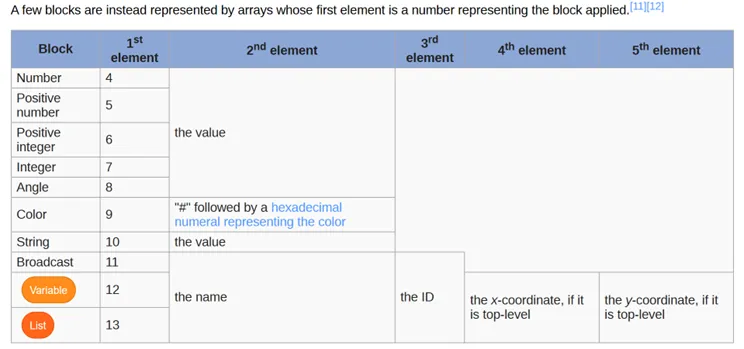 A few blocks are instead represented by arrays whose first element is a number representing the block applied.[11][12]
Block
1st
element
2nd element
3rd
element
4th element
5th element
Number
4
the value
Positive
number
5
Positive
integer
6
Integer
7
Angle
8
Color
9
"#" followed by a hexadecimal
numeral representing the color
String
10
the value
Broadcast
11
the name
the ID
Variable
12
the x-coordinate, if it
is top-level
the y-coordinate, if it
is top-level
List
13